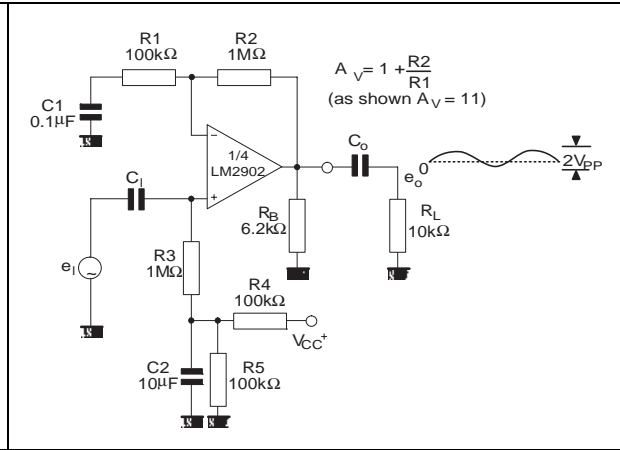 R1
100kΩ
R2
1MΩ
A V = 1 + R2/R1
(as shown A V = 11)
C1
0.1µF
1/4
LM2902
CI
Co
eo
0
2VPP
RB
6.2kΩ
RL
10kΩ
eI
~
R3
1MΩ
R4
100kΩ
VCC+
C2
10µF
R5
100kΩ